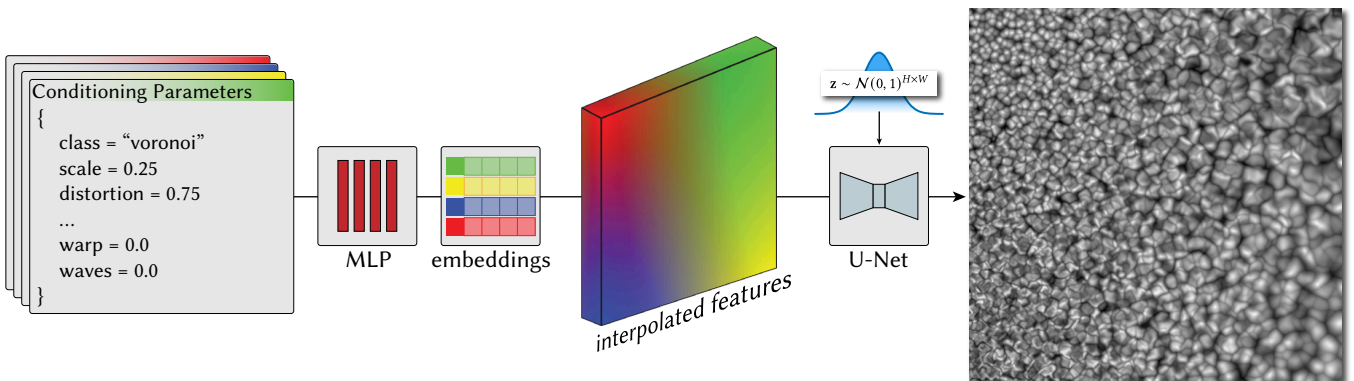 Conditioning Parameters
{
class = “voronoi”
scale = 0.25
distortion = 0.75
...
warp = 0.0
waves = 0.0
}
MLP
embeddings
interpolated features
z ~ 𝒩(0, 1)^{H×W}
U-Net